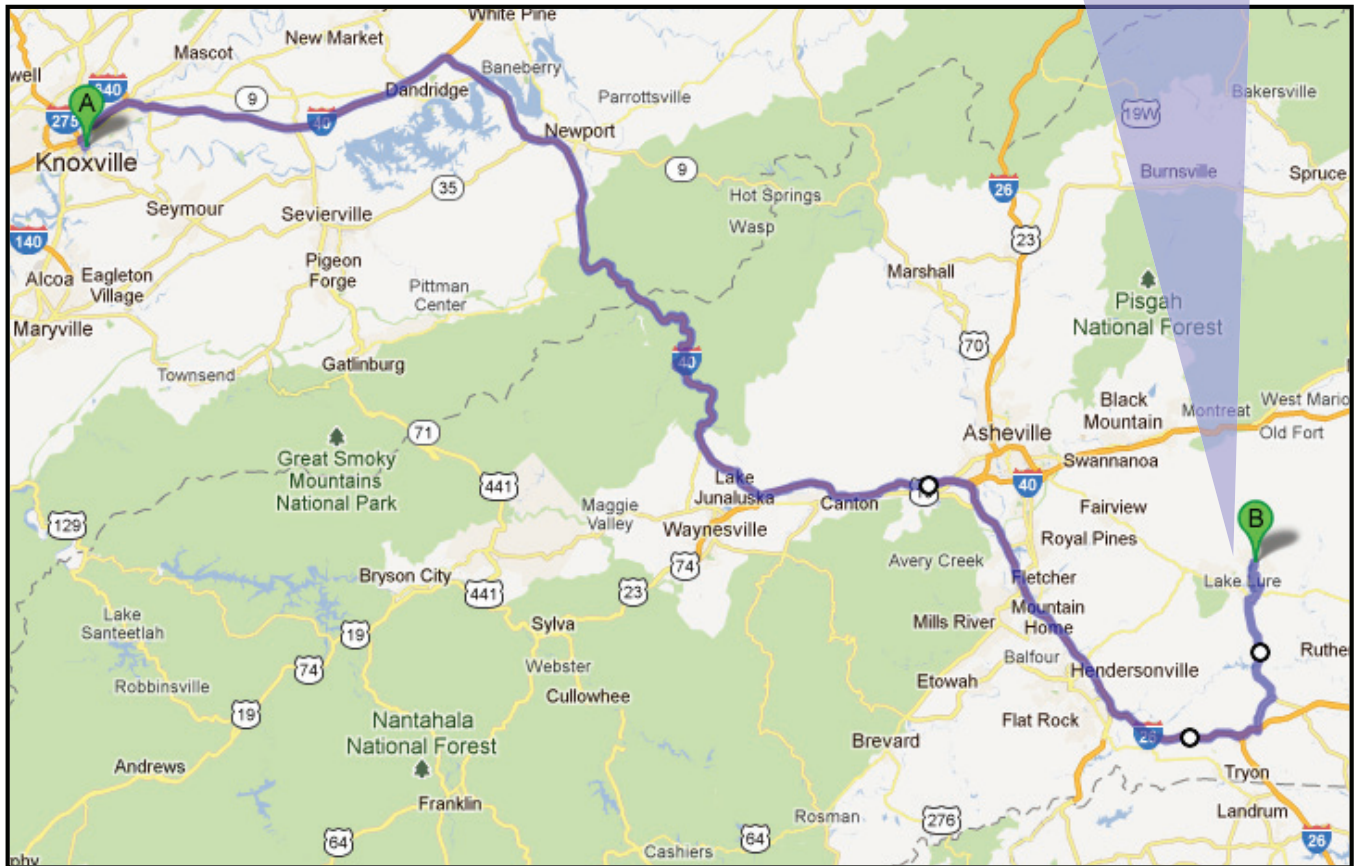 White Pine
New Market
Mascot
well
Baneberry
Dandridge
Bakersville
Parrottsville
640
A
9
40
19W
275
Newport
Knoxville
9
Burnsville
Spruce
35
26
Hot Springs
Seymour
Sevierville
Wasp
23
140
Alcoa
Eagleton
Village
Pigeon
Forge
Marshall
Pittman
Center
Pisgah
National Forest
Maryville
70
Gatlinburg
40
Townsend
Black
Mountain
Montreat
West Mario
71
Asheville
Old Fort
Great Smoky
Mountains
National Park
Swannanoa
Lake
Junaluska
441
40
Canton
Maggie
Valley
Fairview
B
129
Waynesville
Royal Pines
Avery Creek
74
Bryson City
Fletcher
Lake Lure
441
23
Mountain
Home
Lake
Santeetlah
Mills River
Sylva
19
Ruthe
Balfour
Webster
Hendersonville
74
Robbinsville
Cullowhee
Etowah
19
Flat Rock
Nantahala
National Forest
26
Brevard
Andrews
Tryon
Franklin
Landrum
Rosman
276
64
64
26
Cashiers
phy